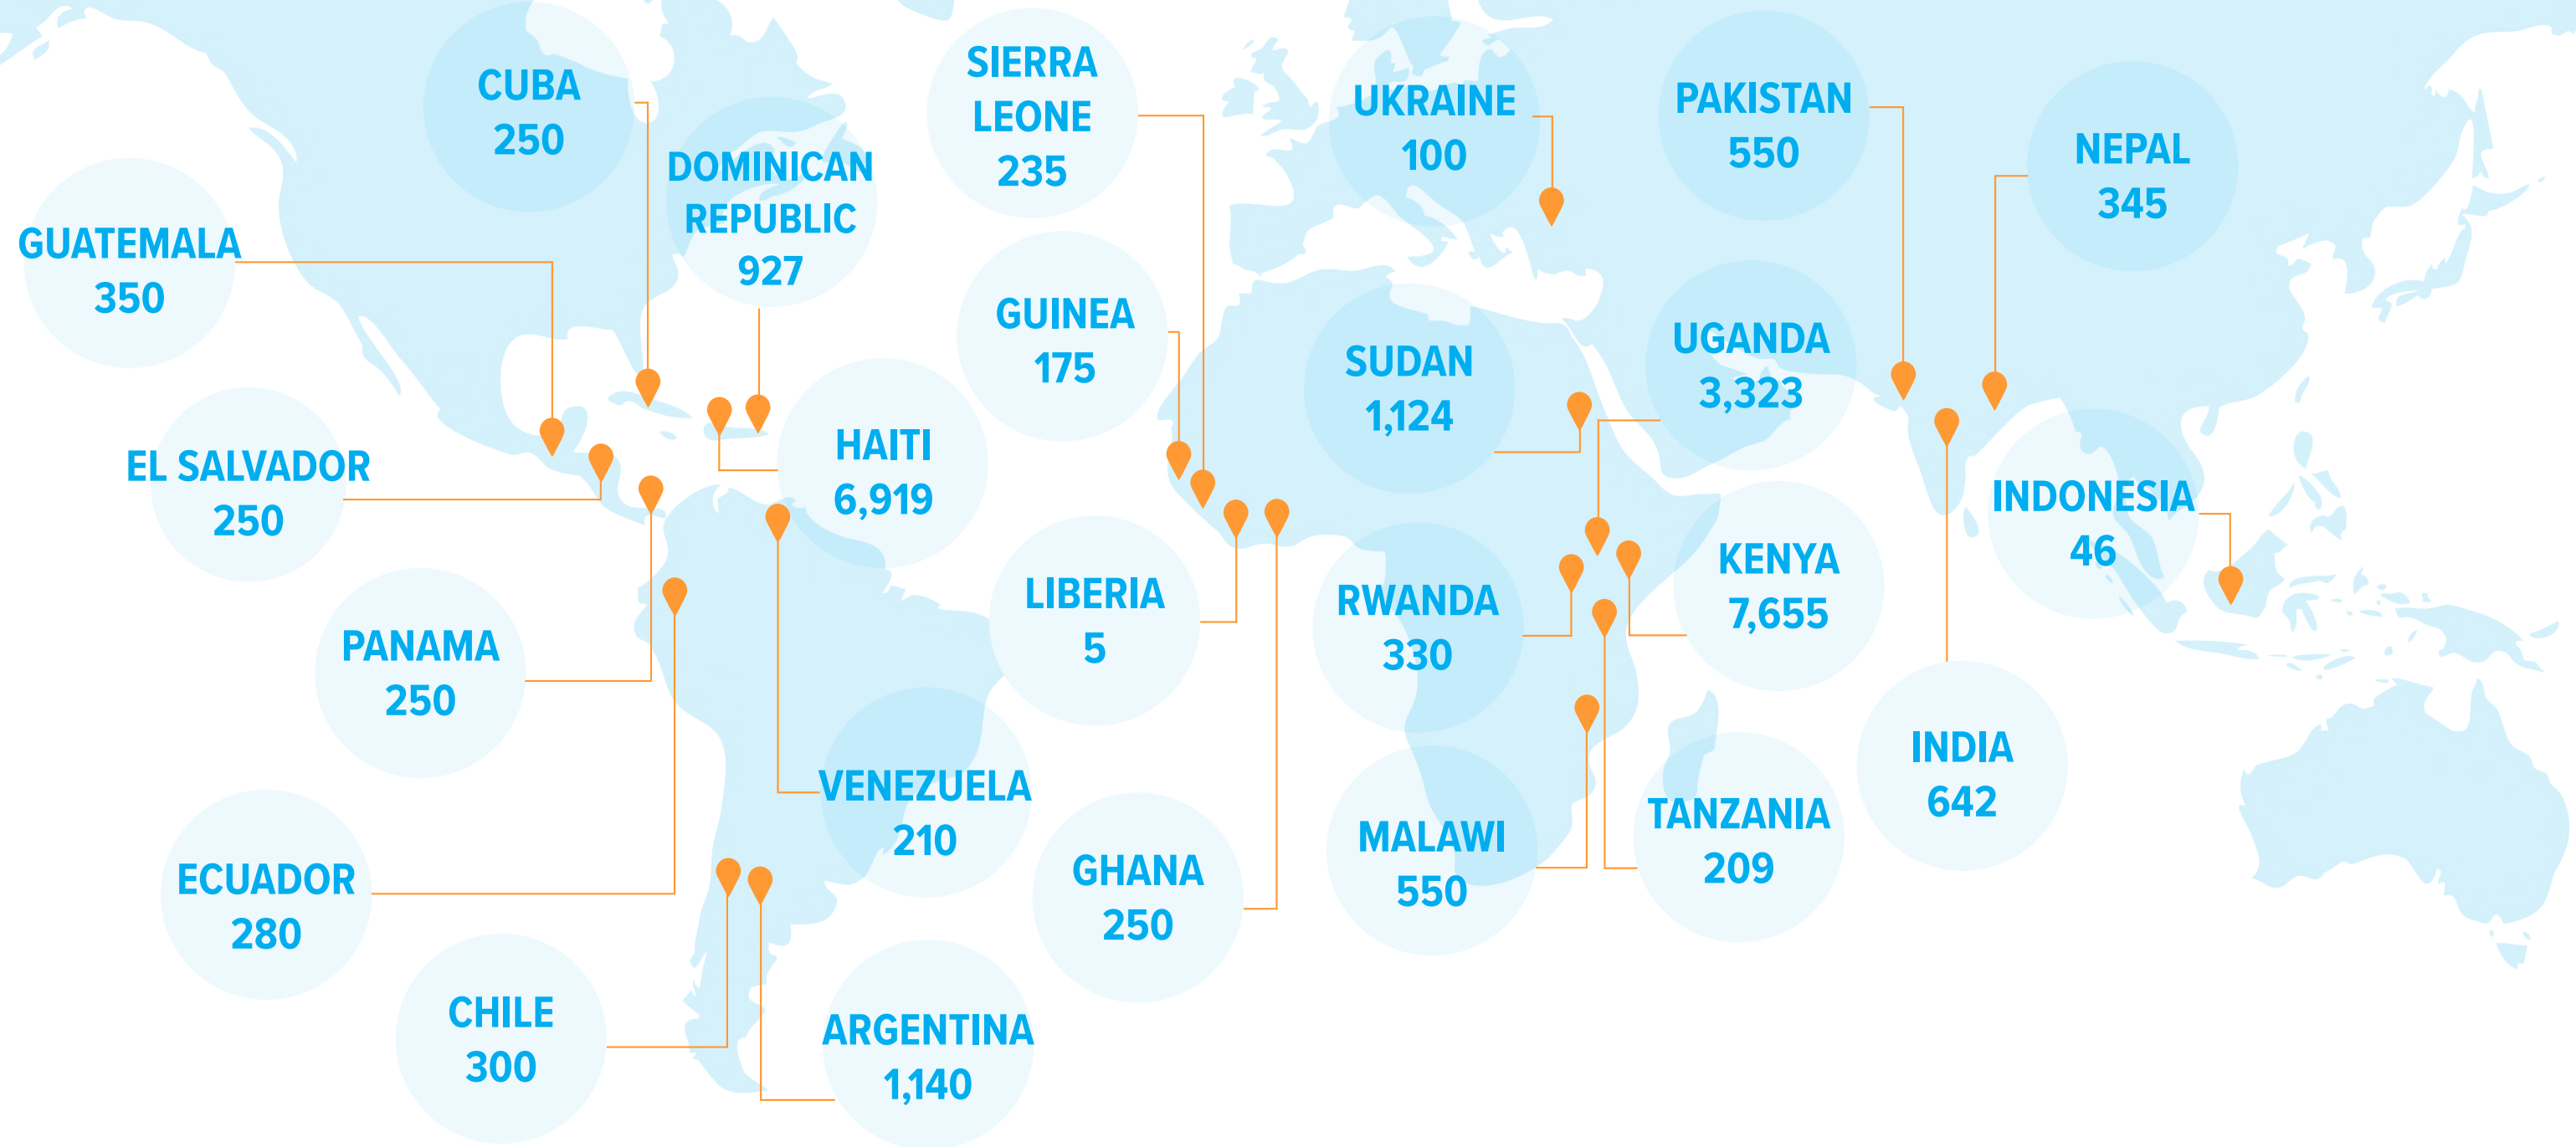 CUBA
250
DOMINICAN
REPUBLIC
927
GUATEMALA
350
EL SALVADOR
250
HAITI
6,919
PANAMA
250
VENEZUELA
210
ECUADOR
280
CHILE
300
ARGENTINA
1,140
SIERRA
LEONE
235
GUINEA
175
LIBERIA
5
GHANA
250
UKRAINE
100
SUDAN
1,124
RWANDA
330
MALAWI
550
PAKISTAN
550
UGANDA
3,323
KENYA
7,655
TANZANIA
209
NEPAL
345
INDONESIA
46
INDIA
642